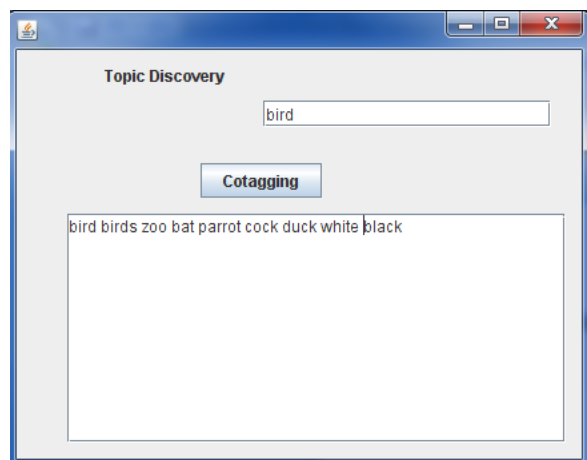 Topic Discovery
bird
Cotagging
bird birds zoo bat parrot cock duck white black